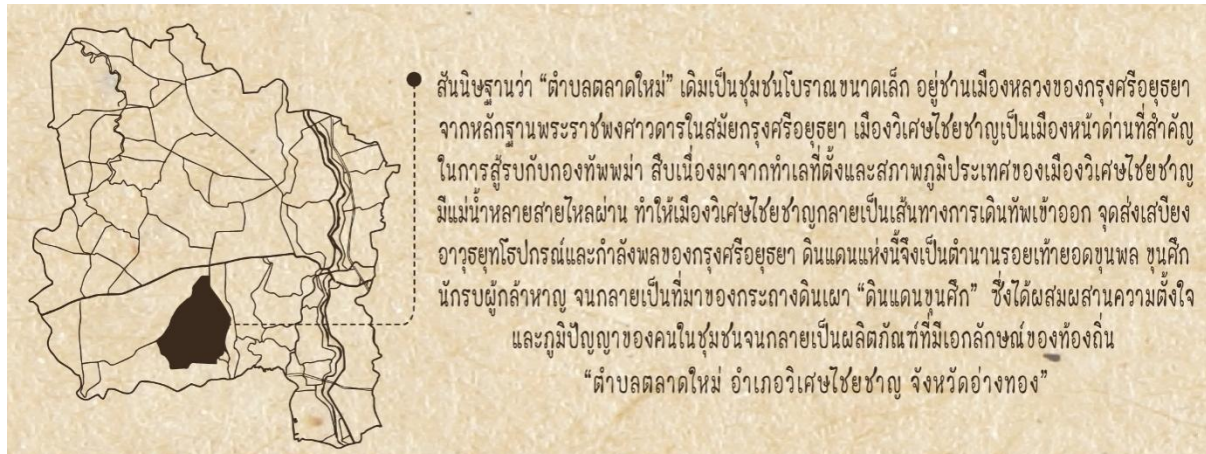 สันนิษฐานว่า “ตำบลตลาดใหม่” เดิมเป็นชุมชนโบราณขนาดเล็ก อยู่ชานเมืองหลวงของกรุงศรีอยุธยา
จากหลักฐานพระราชพงศาวดารในสมัยกรุงศรีอยุธยา เมืองวิเศษไชยชาญเป็นเมืองหน้าด่านที่สำคัญ
ในการสู้รบกับกองทัพพม่า สืบเนื่องมาจากทำเลที่ตั้งและสภาพภูมิประเทศของเมืองวิเศษไชยชาญ
มีแม่น้ำหลายสายไหลผ่าน ทำให้เมืองวิเศษไชยชาญกลายเป็นเส้นทางการเดินทัพเข้าออก จุดส่งเสบียง
อาวุธยุทโธปกรณ์และกำลังพลของกรุงศรีอยุธยา ดินแดนแห่งนี้จึงเป็นตำนานรอยเท้ายอดขุนพล ขุนศึก
นักรบผู้กล้าหาญ จนกลายเป็นที่มาของกระถางดินเผา “ดินแดนขุนศึก” ซึ่งได้ผสมผสานความตั้งใจ
และภูมิปัญญาของคนในชุมชนจนกลายเป็นผลิตภัณฑ์ที่มีเอกลักษณ์ของท้องถิ่น
“ตำบลตลาดใหม่ อำเภอวิเศษไชยชาญ จังหวัดอ่างทอง”